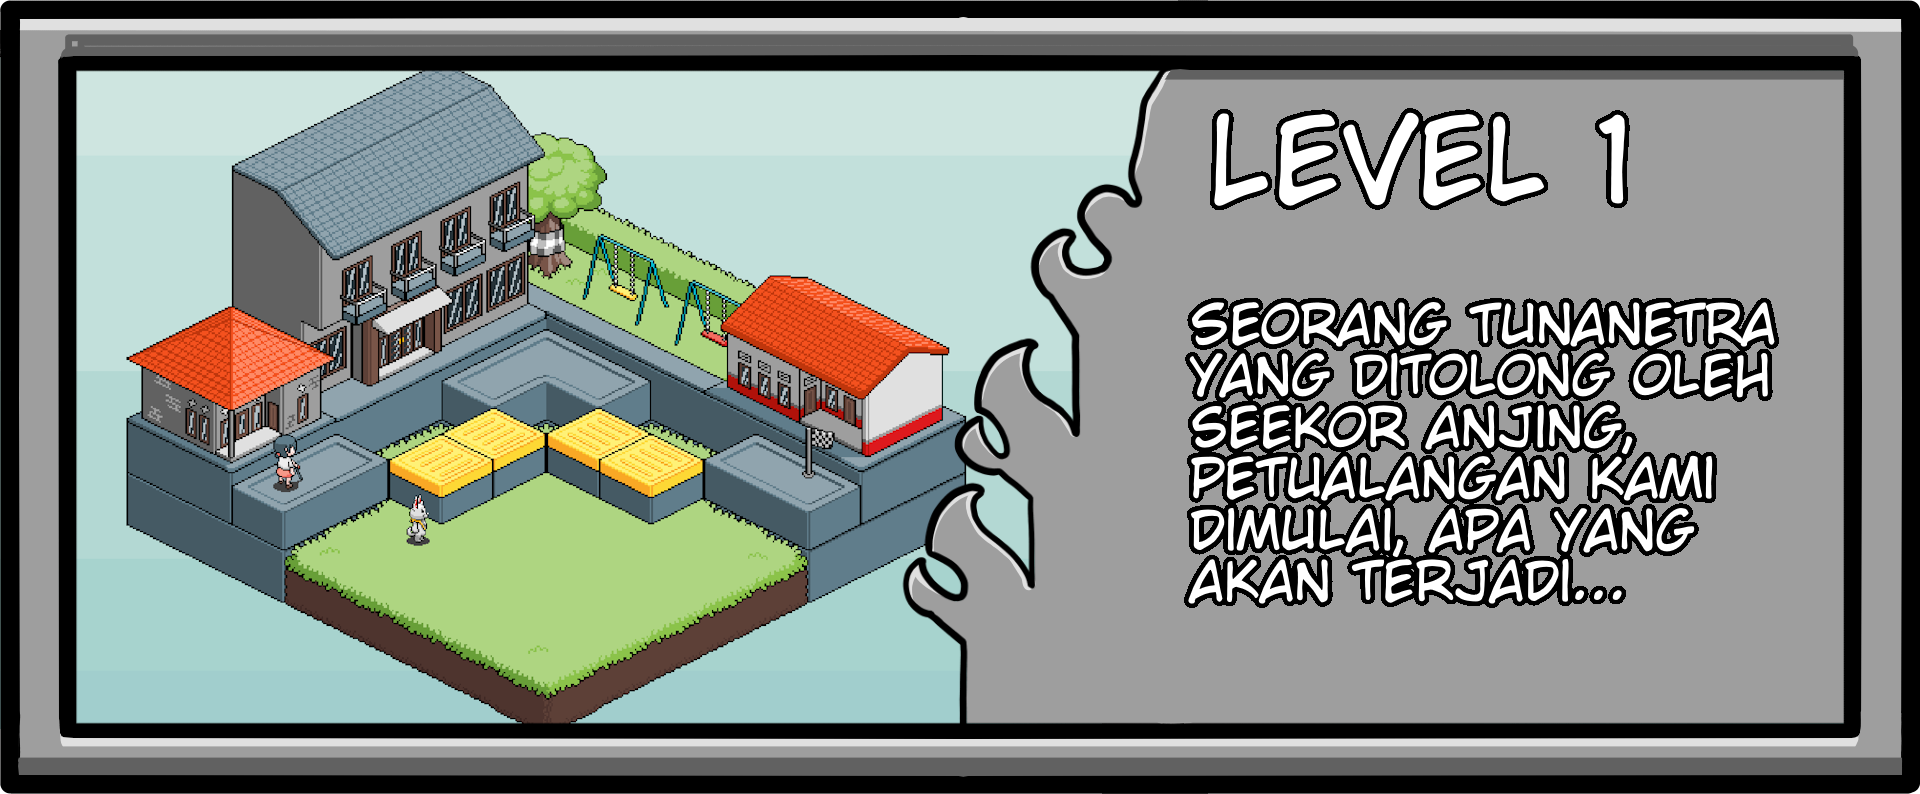 LEVEL 1
SEORANG TUNANETRA
YANG DITOLONG OLEH
SEEKOR ANJING,
PETUALANGAN KAMI
DIMULAI, APA YANG
AKAN TERJADI...